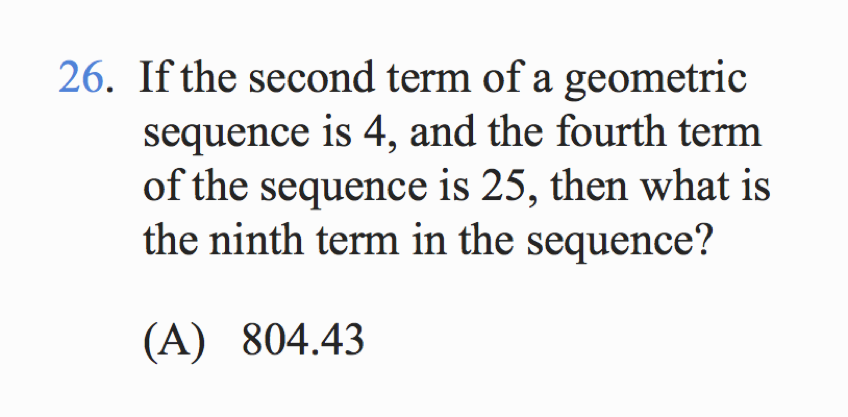 26. If the second term of a geometric
sequence is 4, and the fourth term
of the sequence is 25, then what is
the ninth term in the sequence?
(A) 804.43